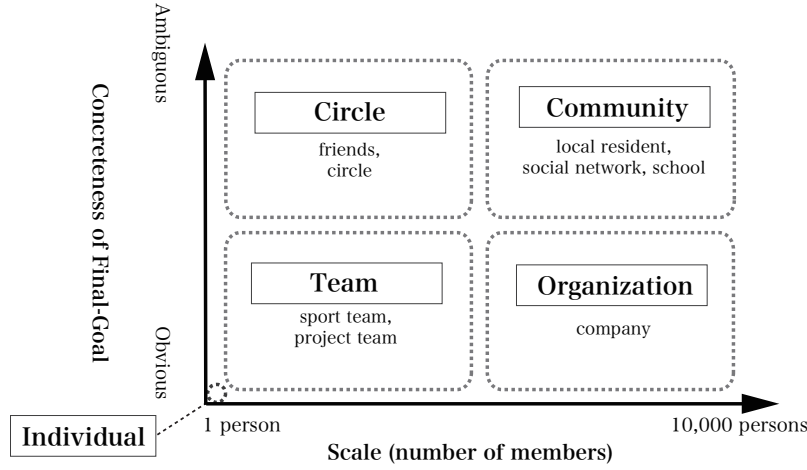 Ambiguous
Concreteness of Final-Goal
Obvious
Circle
friends,
circle
Community
local resident,
social network, school
Team
sport team,
project team
Organization
company
Individual
1 person
10,000 persons
Scale (number of members)